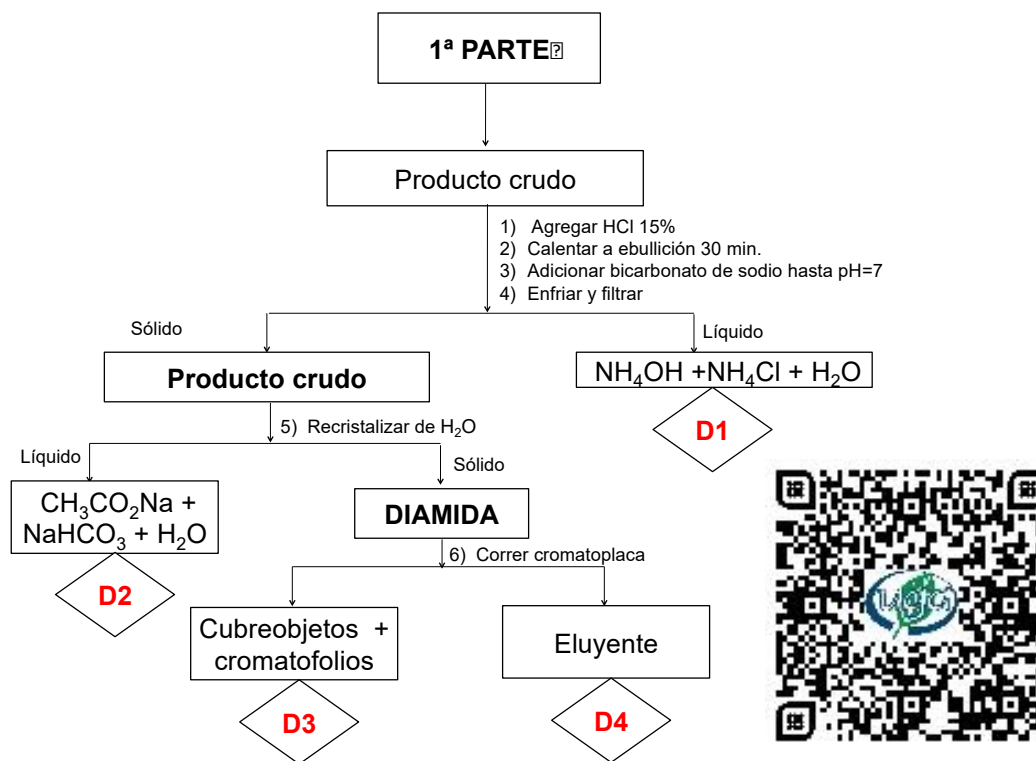 1ª PARTE
Producto crudo
1) Agregar HCl 15%
2) Calentar a ebullición 30 min.
3) Adicionar bicarbonato de sodio hasta pH=7
4) Enfriar y filtrar
Sólido
Líquido
Producto crudo
NH₄OH +NH₄Cl + H₂O
D1
5) Recristalizar de H₂O
Líquido
Sólido
CH₃CO₂Na +
NaHCO₃ + H₂O
DIAMIDA
D2
6) Correr cromatoplaca
Cubreobjetos +
cromatofolios
Eluyente
D3
D4